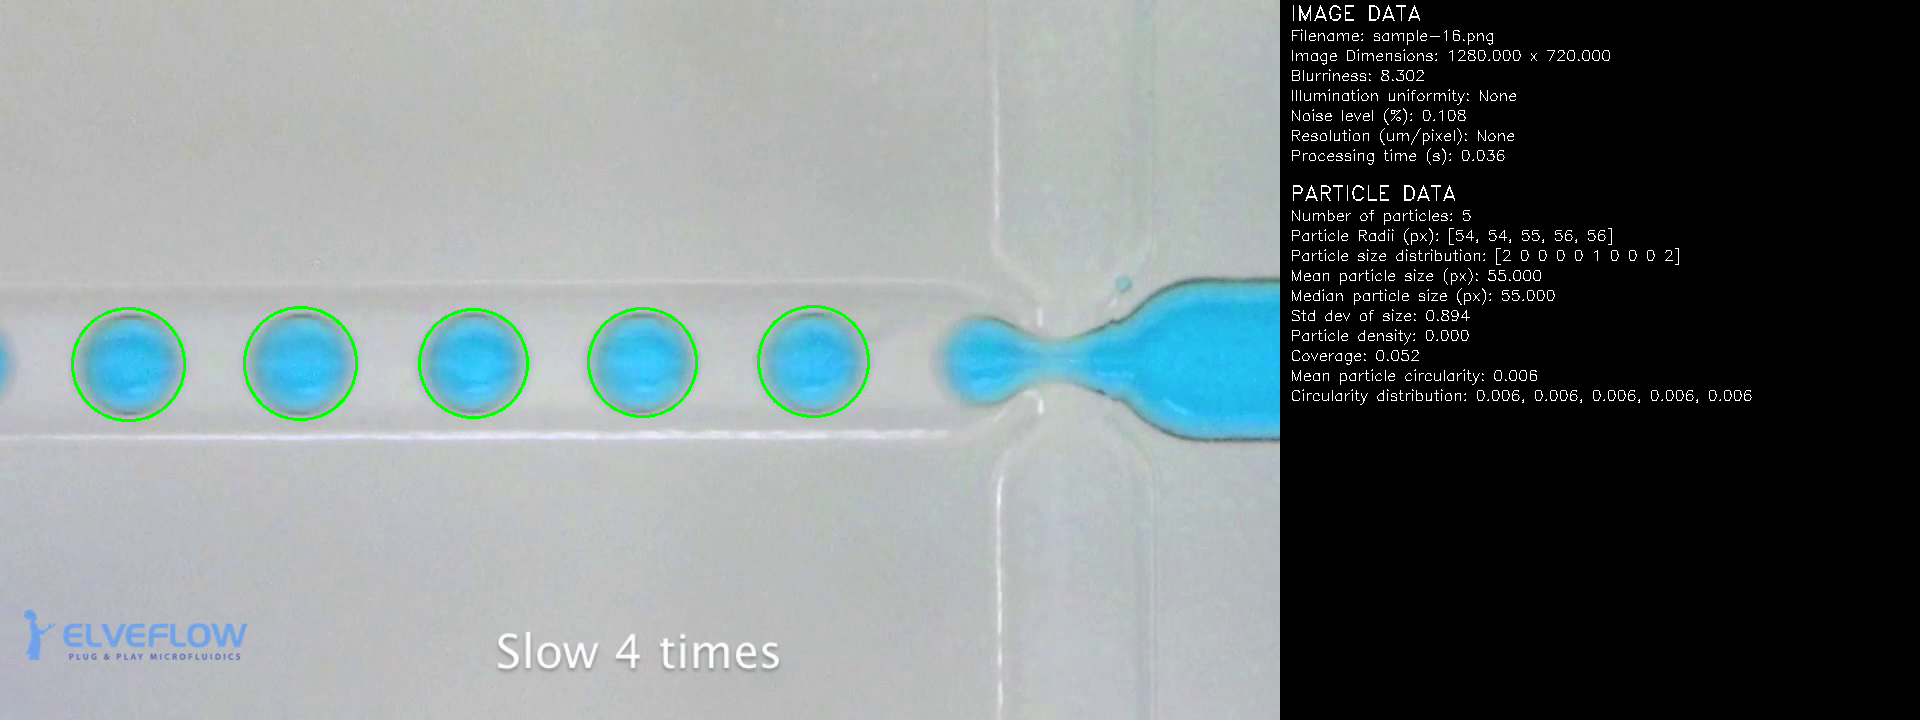 IMAGE DATA
Filename: sample-16.png
Image Dimensions: 1280.000 x 720.000
Blurriness: 8.302
Illumination uniformity: None
Noise level (%): 0.108
Resolution (um/pixel): None
Processing time (s): 0.036
PARTICLE DATA
Number of particles: 5
Particle Radii (px): [54, 54, 55, 56, 56]
Particle size distribution: [2 0 0 0 0 1 0 0 0 2]
Mean particle size (px): 55.000
Median particle size (px): 55.000
Std dev of size: 0.894
Particle density: 0.000
Coverage: 0.052
Mean particle circularity: 0.006
Circularity distribution: 0.006, 0.006, 0.006, 0.006, 0.006
ELVEFLOW
PLUG & PLAY MICROFLUIDICS
Slow 4 times